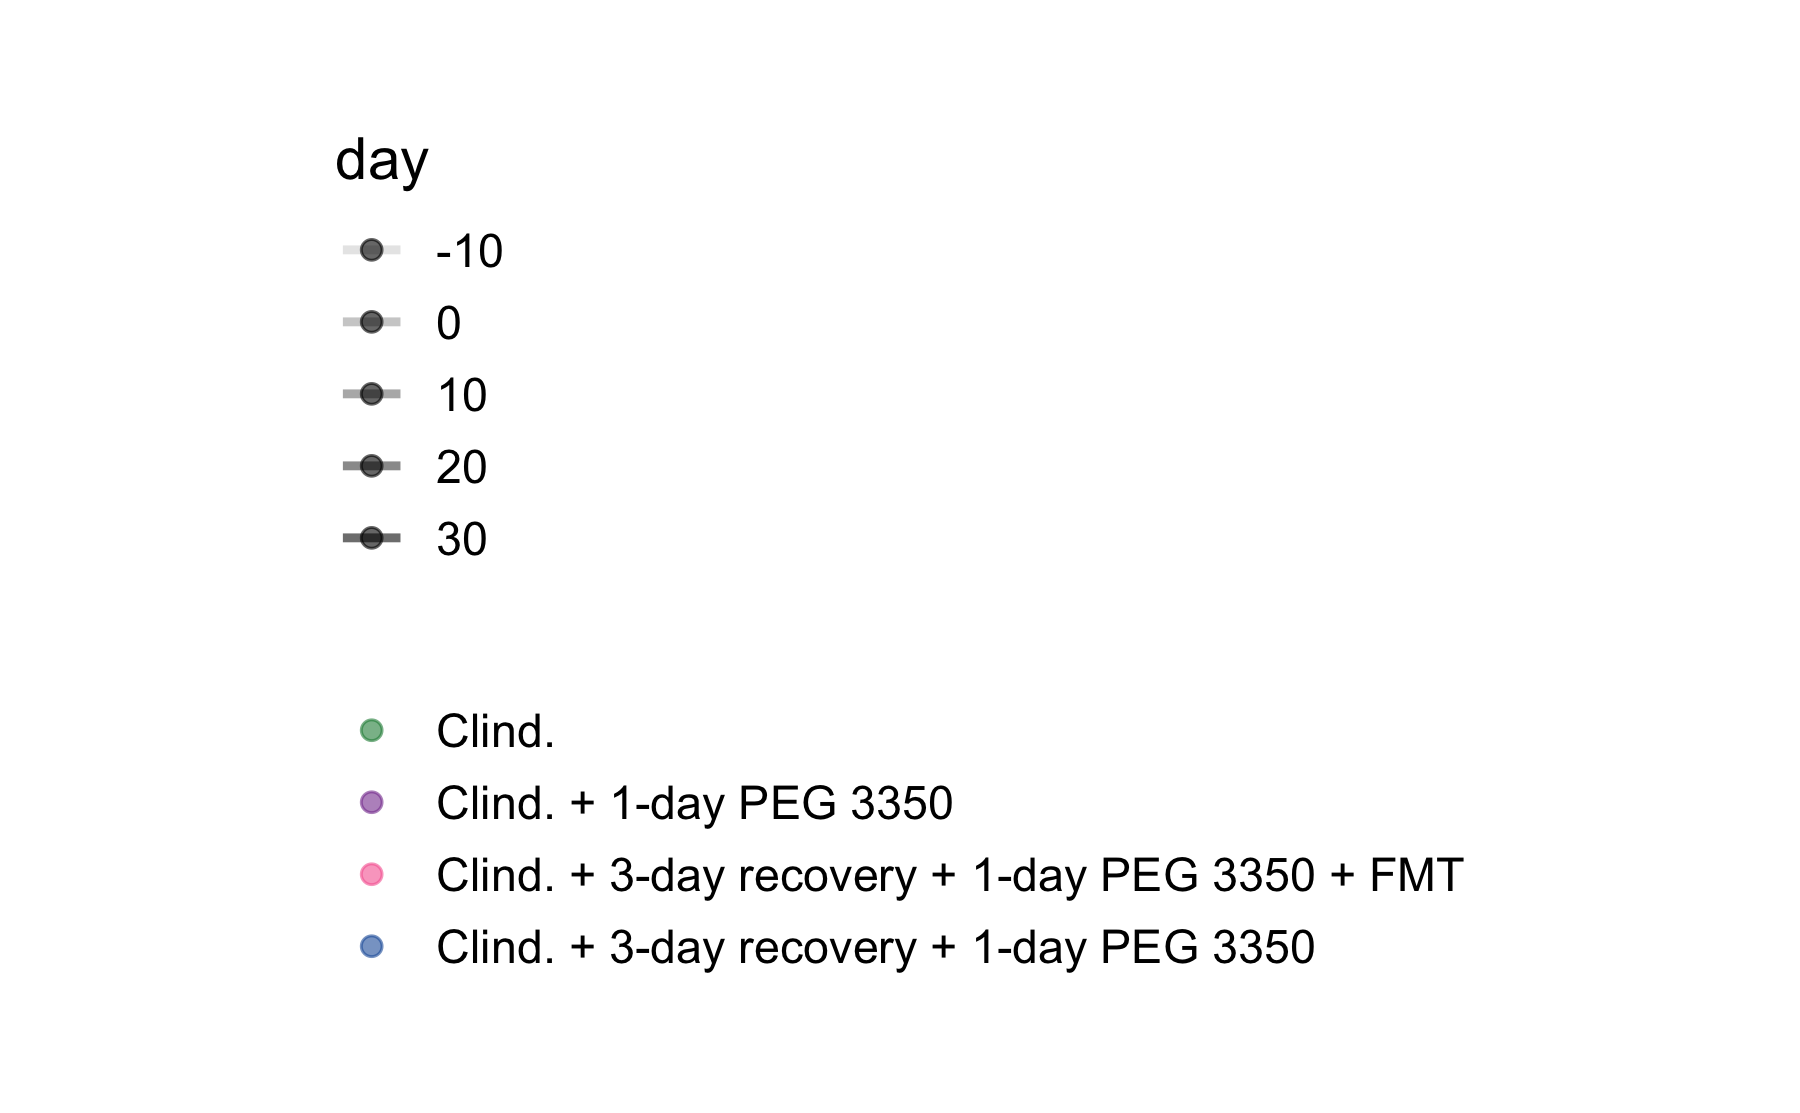 day
-10
0
10
20
30
Clind.
Clind. + 1-day PEG 3350
Clind. + 3-day recovery + 1-day PEG 3350 + FMT
Clind. + 3-day recovery + 1-day PEG 3350